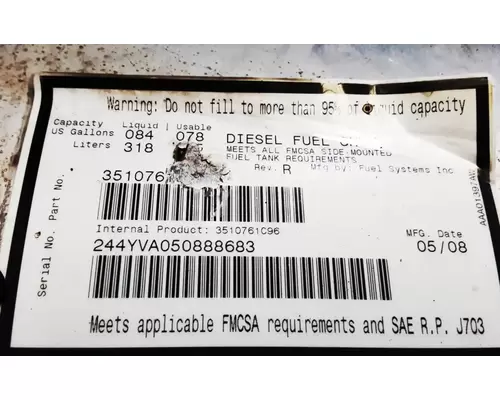 Warning: Do not fill to more than 95% of liquid capacity
Capacity Liquid | Usable
US Gallons 084 078 DIESEL FUEL
Liters 318
MEETS ALL FMCSA SIDE-MOUNTED
FUEL TANK REQUIREMENTS
Rev. R Mfg by: Fuel Systems Inc
Part No. 3510761
Internal Product: 3510761C96
Serial No. 244YVA050888683
MFG. Date
05/08
Meets applicable FMCSA requirements and SAE R.P. J703